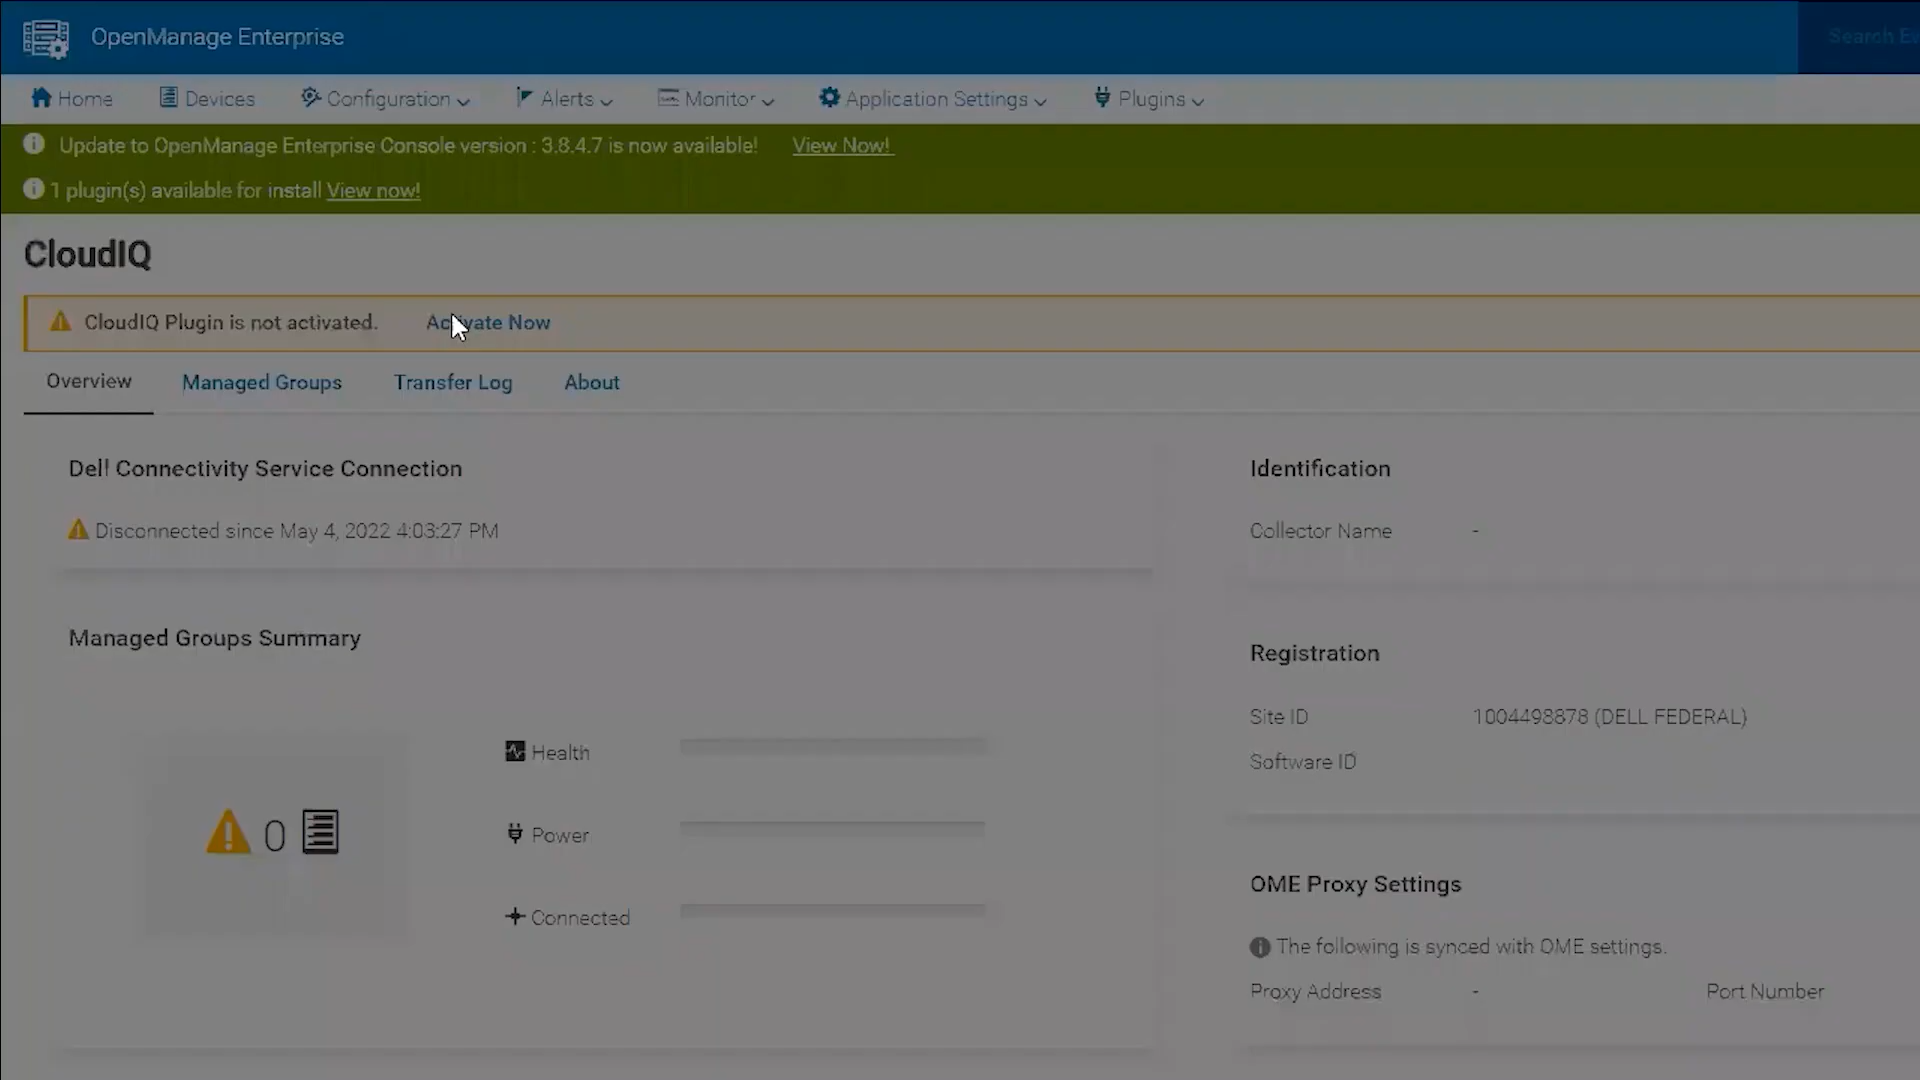 OpenManage Enterprise
Search Ev
Home Devices Configuration Alerts Monitor Application Settings Plugins
Update to OpenManage Enterprise Console version : 3.8.4.7 is now available! View Now!
1 plugin(s) available for install View now!
CloudIQ
CloudIQ Plugin is not activated. Activate Now
Overview Managed Groups Transfer Log About
Dell Connectivity Service Connection
Disconnected since May 4, 2022 4:03:27 PM
Managed Groups Summary
0
Health
Power
Connected
Identification
Collector Name -
Registration
Site ID 1004498878 (DELL FEDERAL)
Software ID
OME Proxy Settings
The following is synced with OME settings.
Proxy Address - Port Number